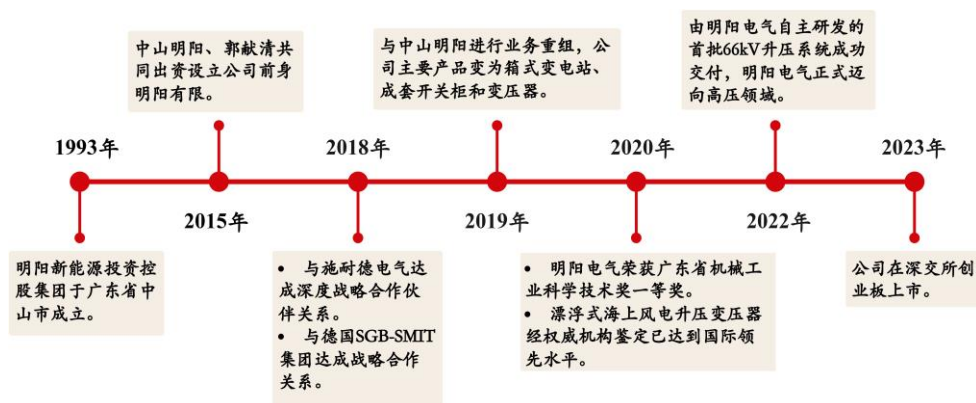 中山明阳、郭献清共
同出资设立公司前身
明阳有限。
与中山明阳进行业务重组，公
司主要产品变为箱式变电站、
成套开关柜和变压器。
由明阳电气自主研发的
首批66kV升压系统成功
交付，明阳电气正式迈
向高压领域。
1993年
2018年
2020年
2023年
2015年
2019年
2022年
明阳新能源投资控
股集团于广东省中
山市成立。
• 与施耐德电气达
成深度战略合作伙
伴关系。
• 与德国SGB-SMIT
集团达成战略合作
关系。
• 明阳电气荣获广东省机械工
业科学技术奖一等奖。
• 漂浮式海上风电升压变压器
经权威机构鉴定已达到国际领
先水平。
公司在深交所创
业板上市。